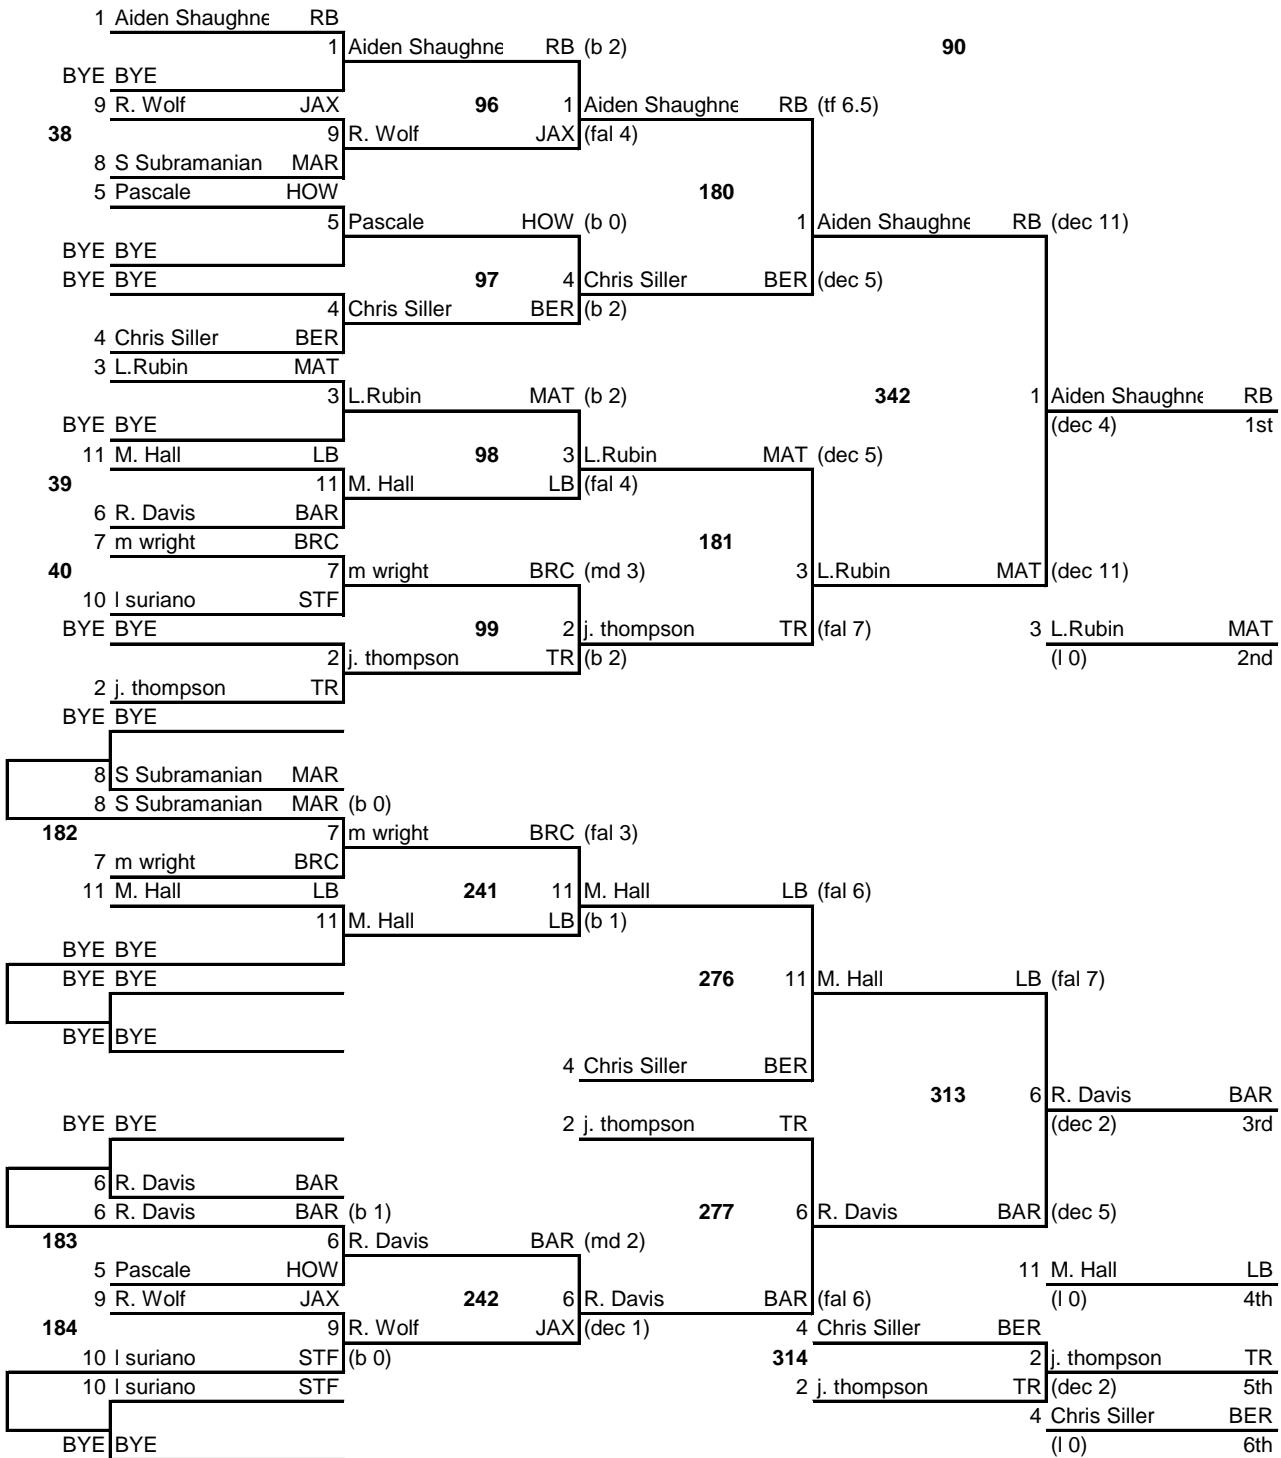 1 Aiden Shaughne RB
1 Aiden Shaughne RB (b 2) 90
BYE BYE
9 R. Wolf JAX 96 1 Aiden Shaughne RB (tf 6.5)
38 9 R. Wolf JAX (fal 4)
8 S Subramanian MAR
5 Pascale HOW 180
5 Pascale HOW (b 0) 1 Aiden Shaughne RB (dec 11)
BYE BYE
BYE BYE 97 4 Chris Siller BER (dec 5)
4 Chris Siller BER (b 2)
4 Chris Siller BER
3 L.Rubin MAT
3 L.Rubin MAT (b 2) 342 1 Aiden Shaughne RB
BYE BYE (dec 4) 1st
11 M. Hall LB 98 3 L.Rubin MAT (dec 5)
39 11 M. Hall LB (fal 4)
6 R. Davis BAR
7 m wright BRC 181
40 7 m wright BRC (md 3) 3 L.Rubin MAT (dec 11)
10 l suriano STF
BYE BYE 99 2 j. thompson TR (fal 7) 3 L.Rubin MAT
2 j. thompson TR (b 2) (l 0) 2nd
2 j. thompson TR
BYE BYE
8 S Subramanian MAR
8 S Subramanian MAR (b 0)
182 7 m wright BRC (fal 3)
7 m wright BRC
11 M. Hall LB 241 11 M. Hall LB (fal 6)
11 M. Hall LB (b 1)
BYE BYE
BYE BYE 276 11 M. Hall LB (fal 7)
BYE BYE
4 Chris Siller BER
313 6 R. Davis BAR
BYE BYE 2 j. thompson TR (dec 2) 3rd
6 R. Davis BAR
6 R. Davis BAR (b 1) 277 6 R. Davis BAR (dec 5)
183 6 R. Davis BAR (md 2)
5 Pascale HOW 11 M. Hall LB
9 R. Wolf JAX 242 6 R. Davis BAR (fal 6) (l 0) 4th
184 9 R. Wolf JAX (dec 1) 4 Chris Siller BER
10 l suriano STF (b 0) 314 2 j. thompson TR
10 l suriano STF 2 j. thompson TR (dec 2) 5th
4 Chris Siller BER
BYE BYE (l 0) 6th